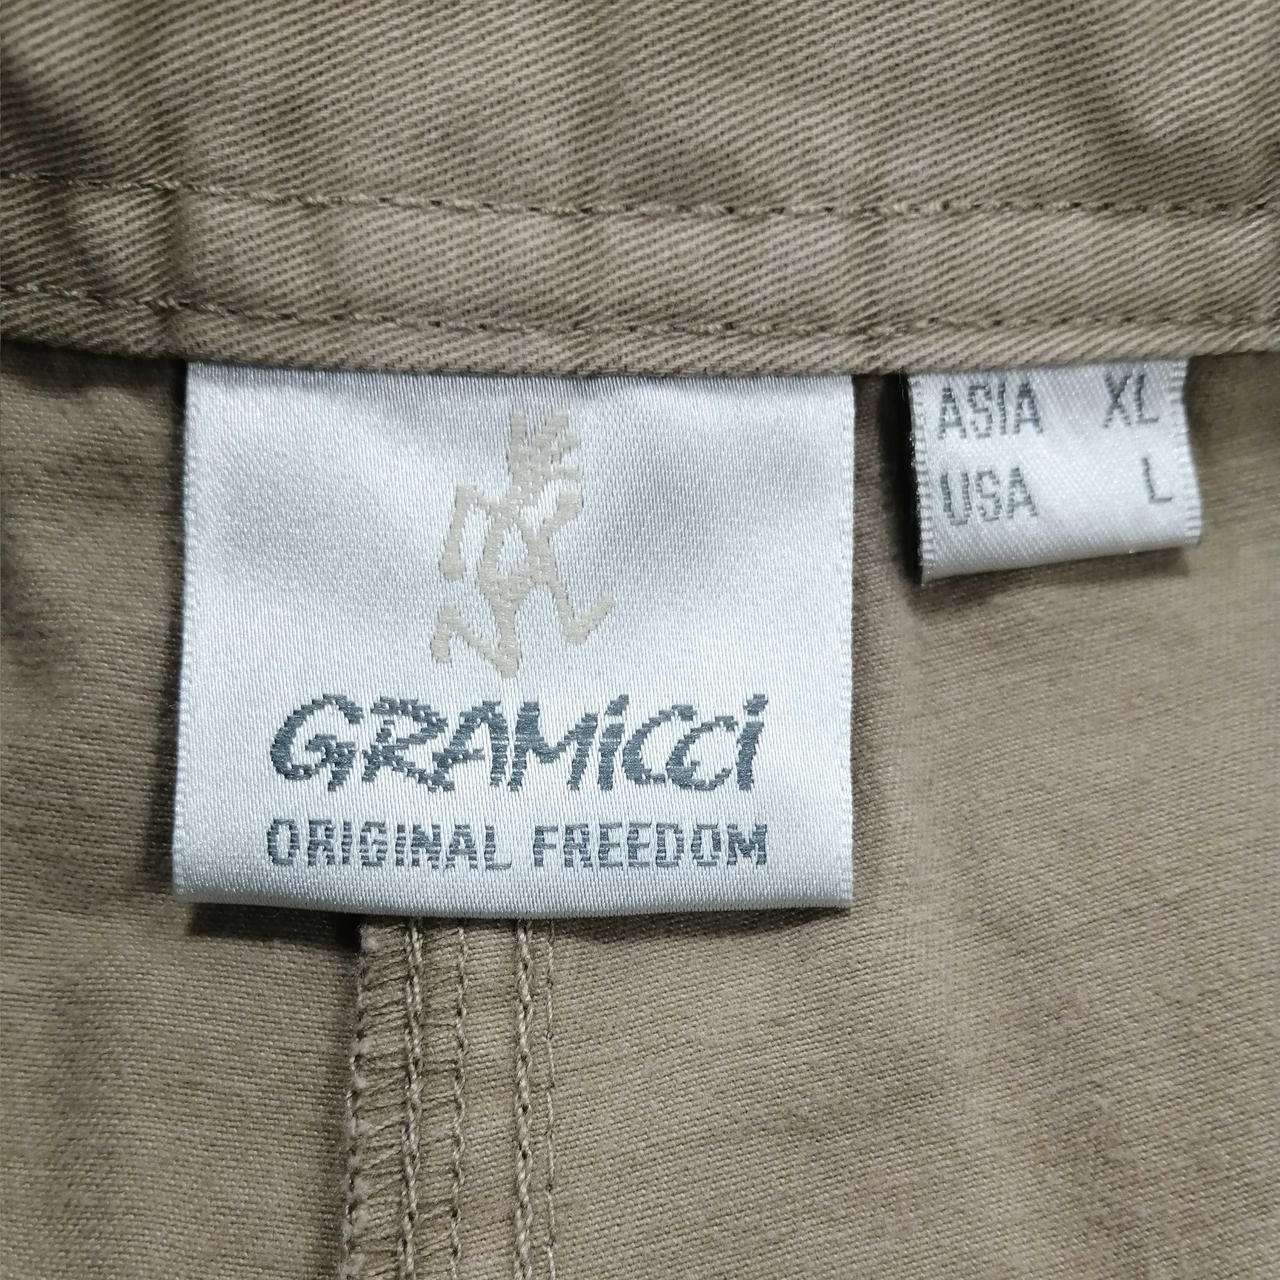 GRAMicci
ORIGINAL FREEDOM
ASIA XL
USA L